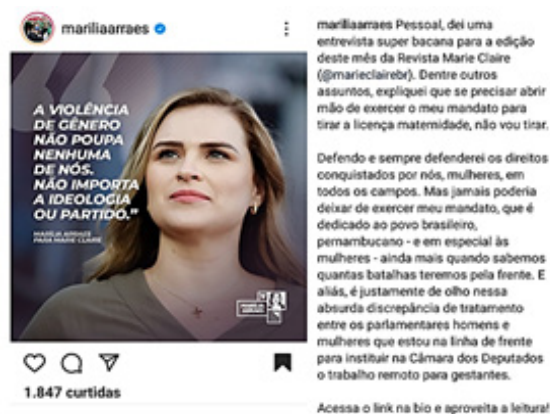 mariliaarraes
A VIOLÊNCIA
DE GÊNERO
NÃO POUPA
NENHUMA
DE NÓS.
NÃO IMPORTA
A IDEOLOGIA
OU PARTIDO."
MARÍLIA ARRAES
PARA MARIE CLAIRE
MARÍLIA
ARRAES
1.847 curtidas
mariliaarraes Pessoal, dei uma
entrevista super bacana para a edição
deste mês da Revista Marie Claire
(@marieclairebr). Dentre outros
assuntos, expliquei que se precisar abrir
mão de exercer o meu mandato para
tirar a licença maternidade, não vou tirar.
Defendo e sempre defenderei os direitos
conquistados por nós, mulheres, em
todos os campos. Mas jamais poderia
deixar de exercer meu mandato, que é
dedicado ao povo brasileiro,
pernambucano - e em especial às
mulheres - ainda mais quando sabemos
quantas batalhas teremos pela frente. E
aliás, é justamente de olho nessa
absurda discrepância de tratamento
entre os parlamentares homens e
mulheres que estou na linha de frente
para instituir na Câmara dos Deputados
o trabalho remoto para gestantes.
Acessa o link na bio e aproveita a leitura!